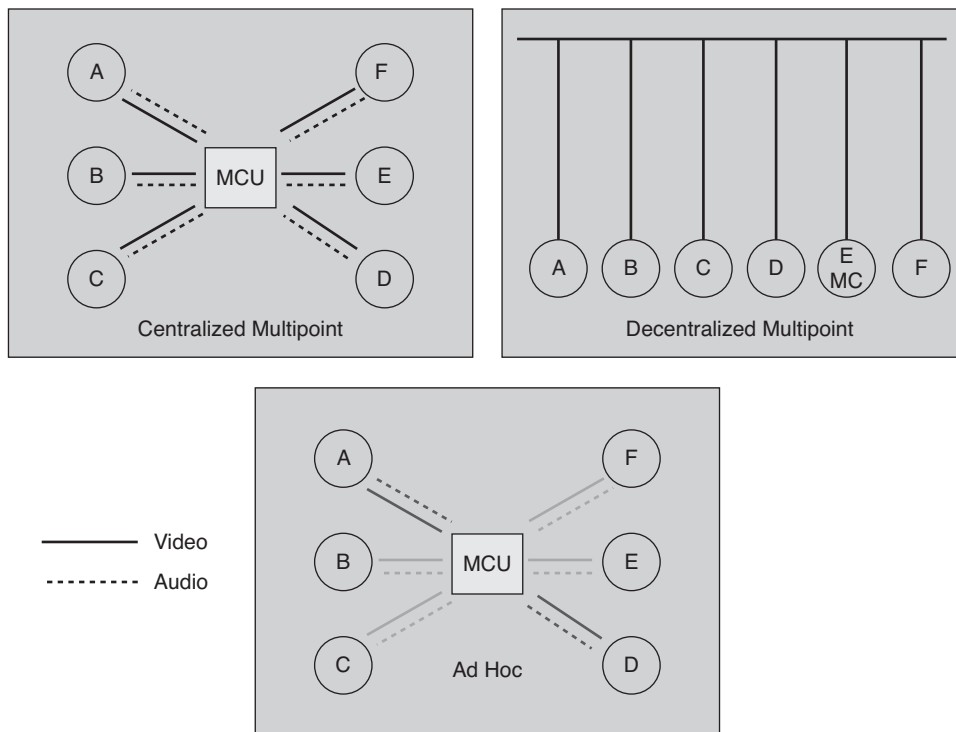 A
F
B
MCU
E
C
D
Centralized Multipoint
A
B
C
D
E
MC
F
Decentralized Multipoint
A
F
B
MCU
E
C
D
Ad Hoc
Video
Audio